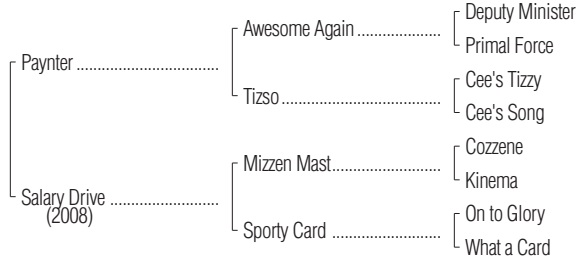 Deputy Minister
Awesome Again ....................
Primal Force
Paynter ..................................
Cee's Tizzy
Tizso ......................................
Cee's Song
Cozzene
Mizzen Mast ..........................
Kinema
Salary Drive ..........................
(2008)
On to Glory
Sporty Card ..........................
What a Card